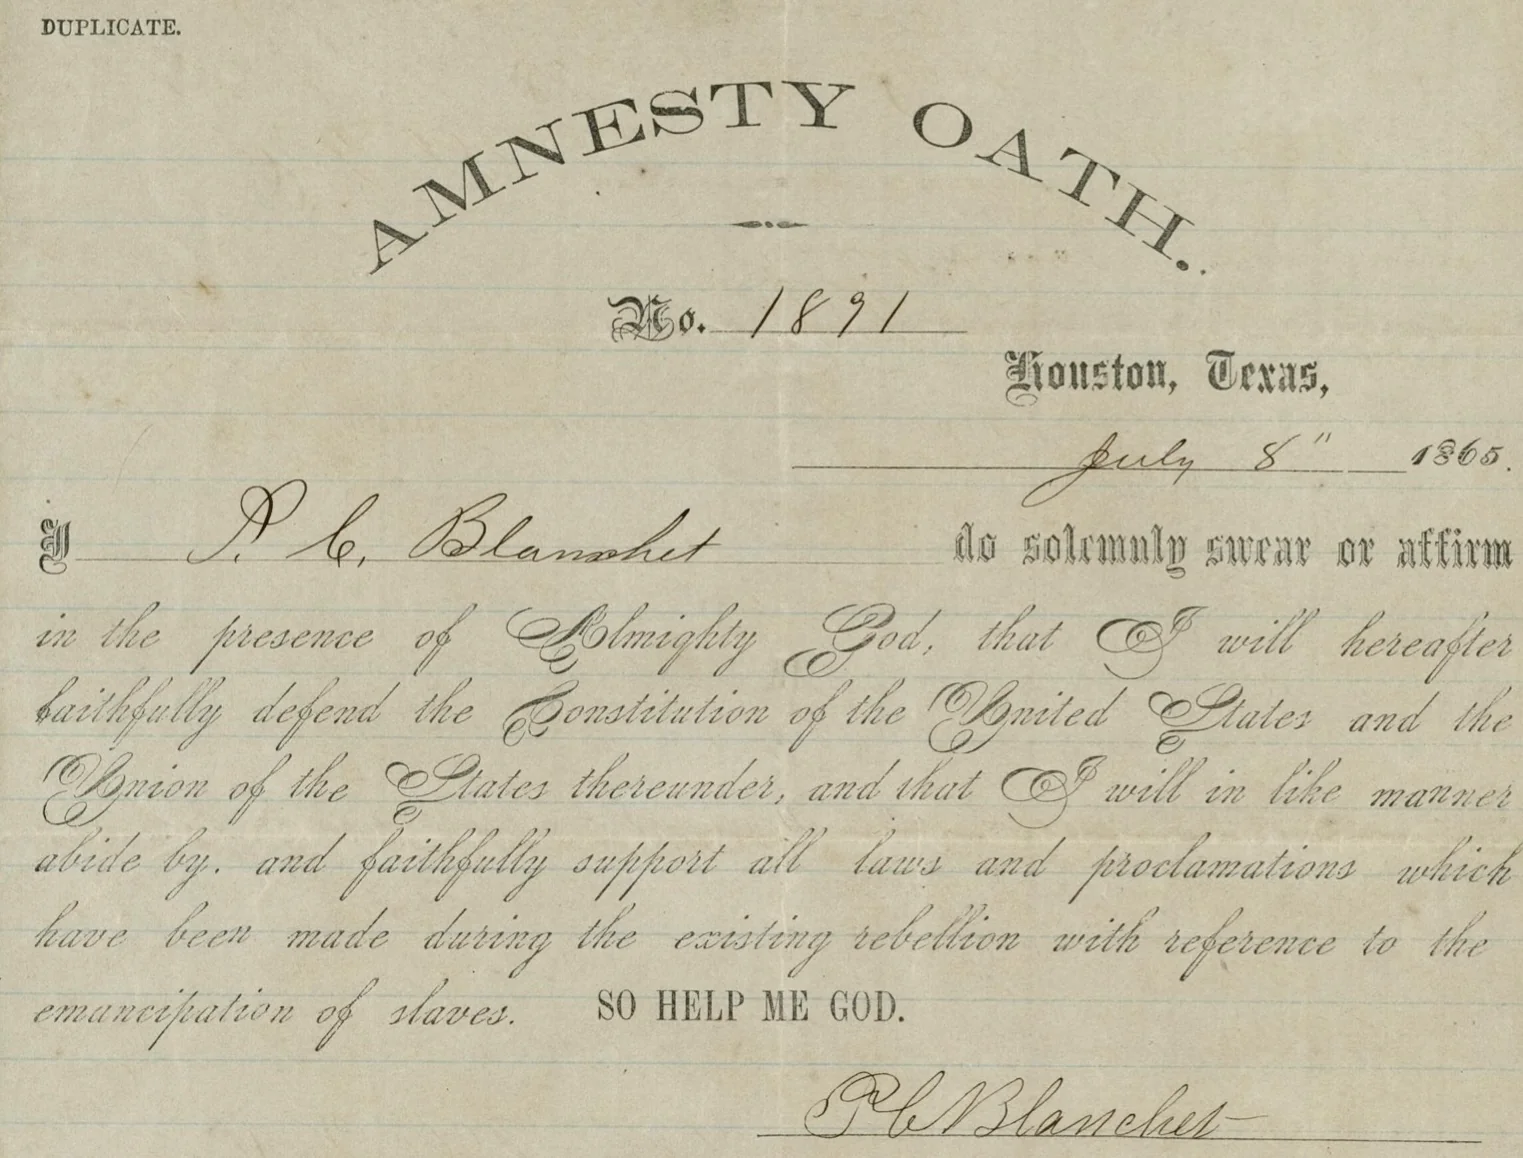 DUPLICATE.
AMNESTY OATH.
No. 1891
Houston, Texas,
July 8" 1865.
I P. C. Blanchet do solemnly swear or affirm
in the presence of Almighty God, that I will hereafter
faithfully defend the Constitution of the United States and the
Union of the States thereunder, and that I will in like manner
abide by. and faithfully support all laws and proclamations which
have been made during the existing rebellion with reference to the
emancipation of slaves. SO HELP ME GOD.
P C Blanchet